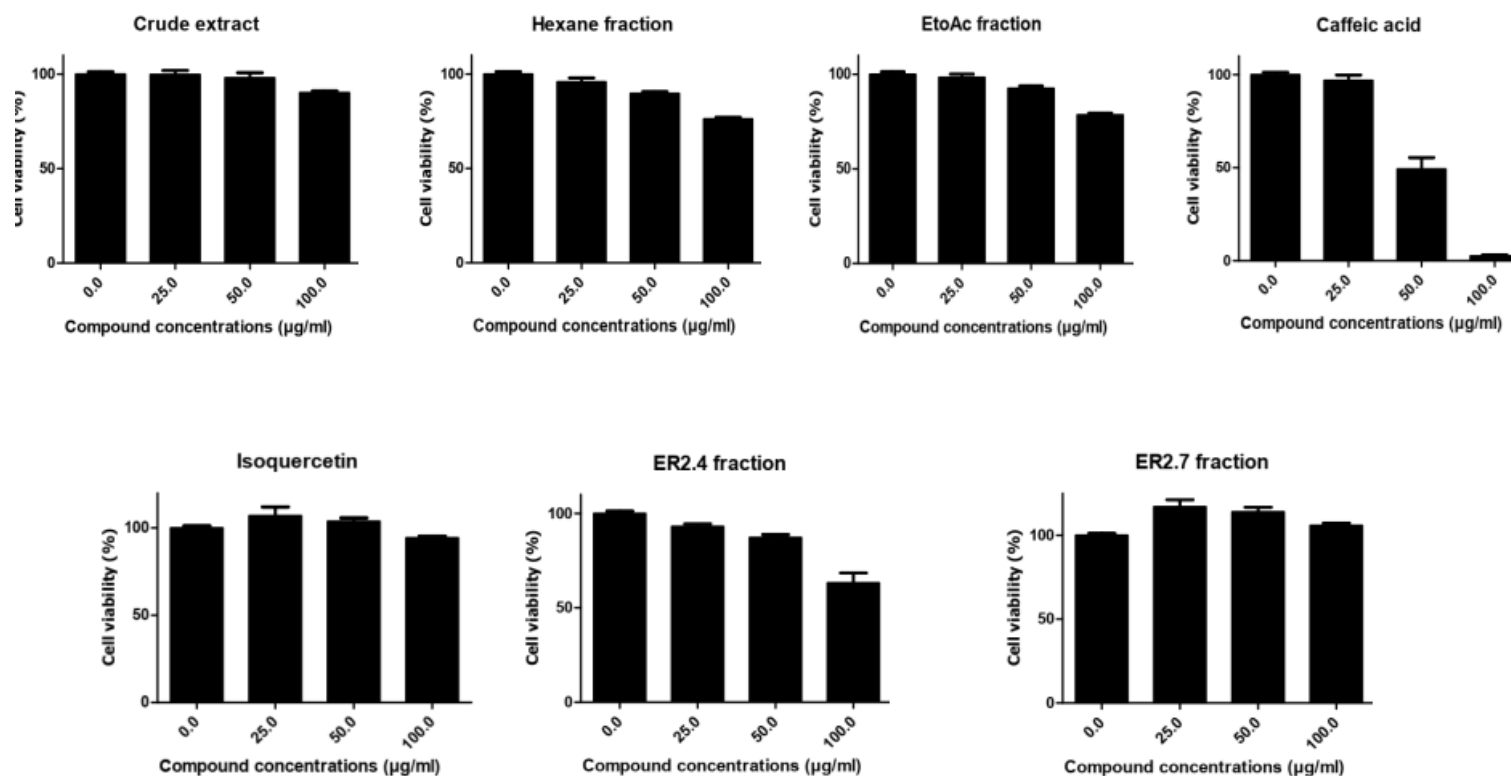 Crude extract
Cell viability (%)
100
50
0
0.0
25.0
50.0
100.0
Compound concentrations (µg/ml)
Hexane fraction
Cell viability (%)
100
50
0
0.0
25.0
50.0
100.0
Compound concentrations (µg/ml)
EtoAc fraction
Cell viability (%)
100
50
0
0.0
25.0
50.0
100.0
Compound concentrations (µg/ml)
Caffeic acid
Cell viability (%)
100
50
0
0.0
25.0
50.0
100.0
Compound concentrations (µg/ml)
Isoquercetin
Cell viability (%)
100
50
0
0.0
25.0
50.0
100.0
Compound concentrations (µg/ml)
ER2.4 fraction
Cell viability (%)
100
50
0
0.0
25.0
50.0
100.0
Compound concentrations (µg/ml)
ER2.7 fraction
Cell viability (%)
100
50
0
0.0
25.0
50.0
100.0
Compound concentrations (µg/ml)